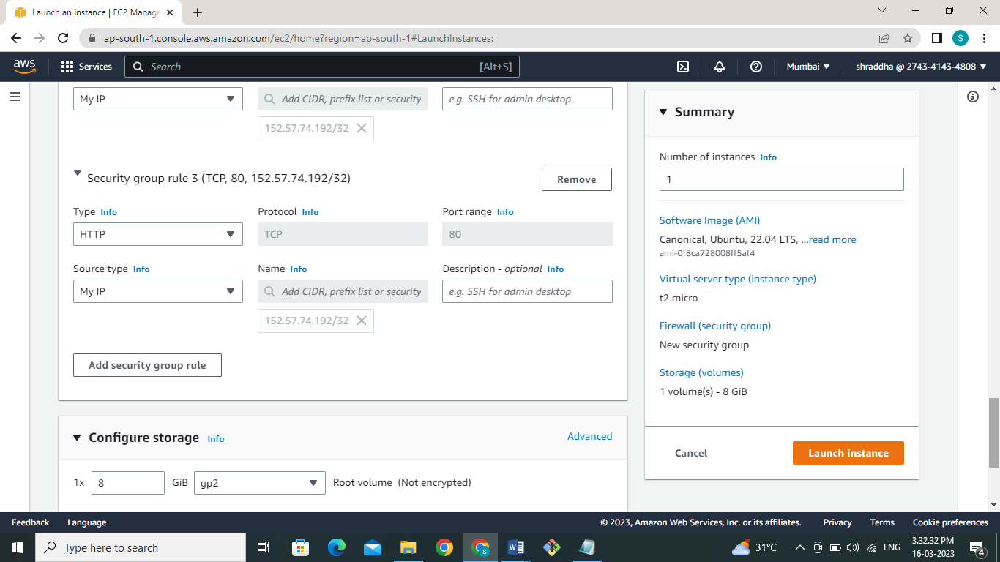 Launch an instance | EC2 Manage
ap-south-1.console.aws.amazon.com/ec2/home?region=ap-south-1#LaunchInstances:
S
aws
Services
Search
[Alt+S]
Mumbai
shraddha @ 2743-4143-4808
My IP
Add CIDR, prefix list or security
e.g. SSH for admin desktop
152.57.74.192/32
Security group rule 3 (TCP, 80, 152.57.74.192/32)
Remove
Type Info
Protocol Info
Port range Info
HTTP
TCP
80
Source type Info
Name Info
Description - optional Info
My IP
Add CIDR, prefix list or security
e.g. SSH for admin desktop
152.57.74.192/32
Add security group rule
Configure storage Info
Advanced
1x
8
GiB
gp2
Root volume (Not encrypted)
Summary
Number of instances Info
1
Software Image (AMI)
Canonical, Ubuntu, 22.04 LTS, ...read more
ami-0f8ca728008ff5af4
Virtual server type (instance type)
t2.micro
Firewall (security group)
New security group
Storage (volumes)
1 volume(s) - 8 GiB
Cancel
Launch instance
Feedback
Language
© 2023, Amazon Web Services, Inc. or its affiliates.
Privacy
Terms
Cookie preferences
Type here to search
31°C
ENG
3.32.32 PM
16-03-2023
4